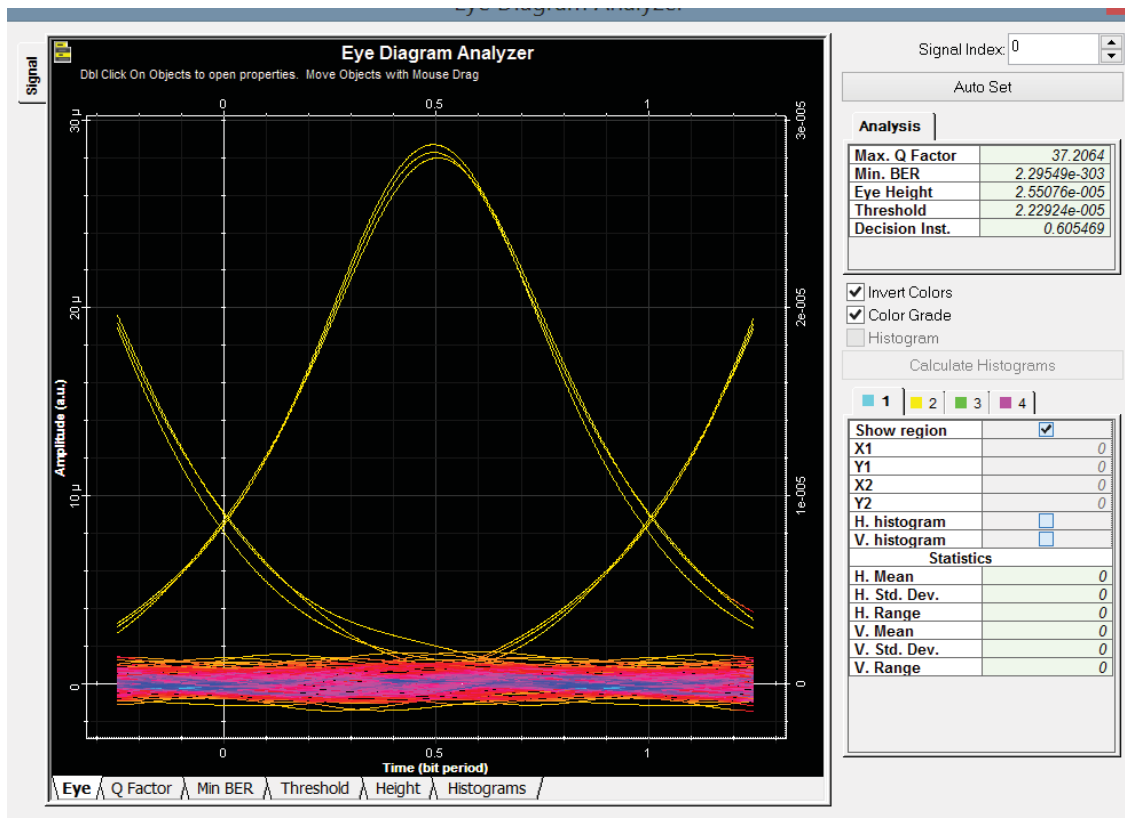 Eye Diagram Analyzer
Signal
Eye Diagram Analyzer
Dbl Click On Objects to open properties. Move Objects with Mouse Drag
0 0.5 1
30 μ
20 μ
10 μ
0
Amplitude (a.u.)
3e-005
2e-005
1e-005
0
0 0.5 1
Time (bit period)
Eye Q Factor Min BER Threshold Height Histograms
Signal Index: 0
Auto Set
Analysis
Max. Q Factor 37.2064
Min. BER 2.29549e-303
Eye Height 2.55076e-005
Threshold 2.22924e-005
Decision Inst. 0.605469
Invert Colors
Color Grade
Histogram
Calculate Histograms
1 2 3 4
Show region
X1 0
Y1 0
X2 0
Y2 0
H. histogram
V. histogram
Statistics
H. Mean 0
H. Std. Dev. 0
H. Range 0
V. Mean 0
V. Std. Dev. 0
V. Range 0